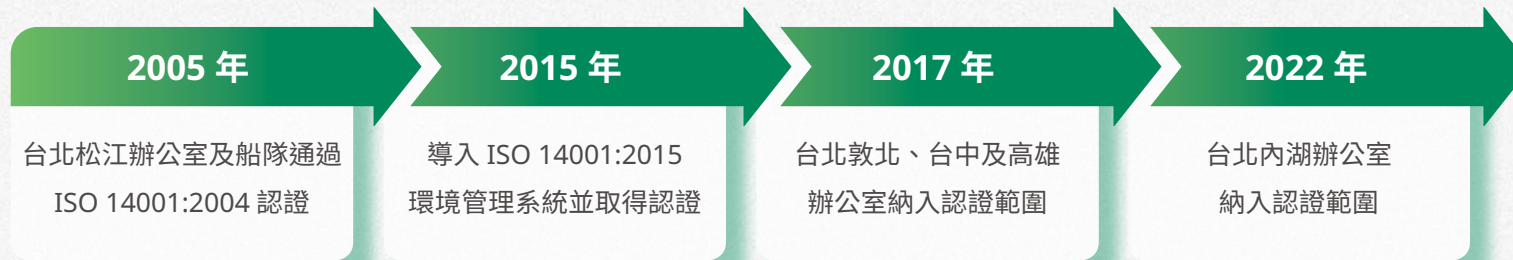 2005 年
台北松江辦公室及船隊通過
ISO 14001:2004 認證
2015 年
導入 ISO 14001:2015
環境管理系統並取得認證
2017 年
台北敦北、台中及高雄
辦公室納入認證範圍
2022 年
台北內湖辦公室
納入認證範圍